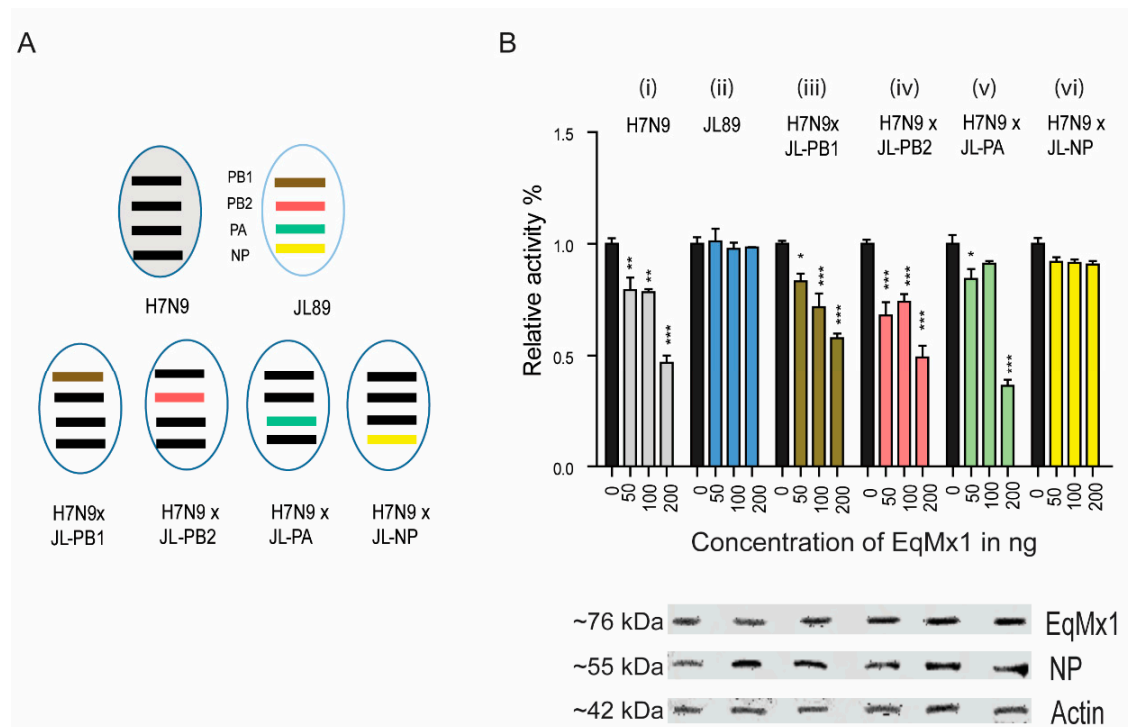 A
PB1
PB2
PA
NP
H7N9
JL89
H7N9x
JL-PB1
H7N9 x
JL-PB2
H7N9 x
JL-PA
H7N9 x
JL-NP
B
(i)
(ii)
(iii)
(iv)
(v)
(vi)
H7N9
JL89
H7N9x
JL-PB1
H7N9 x
JL-PB2
H7N9 x
JL-PA
H7N9 x
JL-NP
Relative activity %
1.5
1.0
0.5
0.0
** ** ***
* *** ***
*** *** ***
* ***
0 50 100 200
0 50 100 200
0 50 100 200
0 50 100 200
0 50 100 200
0 50 100 200
Concentration of EqMx1 in ng
~76 kDa EqMx1
~55 kDa NP
~42 kDa Actin